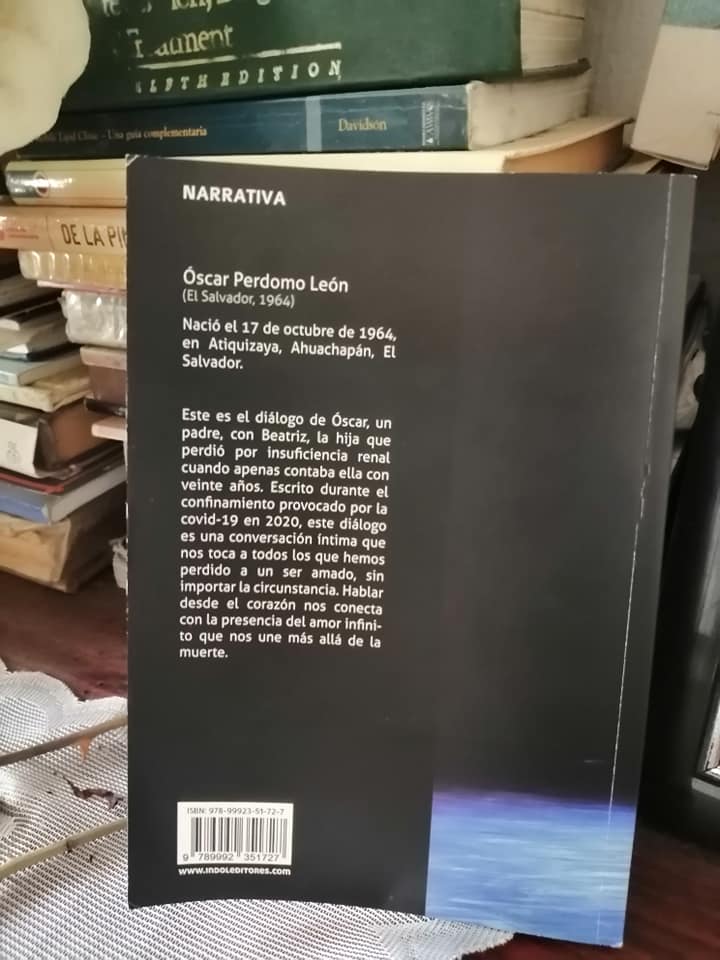 TWELFTH EDITION
Una guía complementaria
Davidson
DE LA
NARRATIVA
Óscar Perdomo León
(El Salvador, 1964)
Nació el 17 de octubre de 1964,
en Atiquizaya, Ahuachapán, El
Salvador.
Este es el diálogo de Óscar, un
padre, con Beatriz, la hija que
perdió por insuficiencia renal
cuando apenas contaba ella con
veinte años. Escrito durante el
confinamiento provocado por la
covid-19 en 2020, este diálogo
es una conversación íntima que
nos toca a todos los que hemos
perdido a un ser amado, sin
importar la circunstancia. Hablar
desde el corazón nos conecta
con la presencia del amor infini-
to que nos une más allá de la
muerte.
ISBN: 978-99923-51-72-7
9 789992 351727
www.indoleditores.com